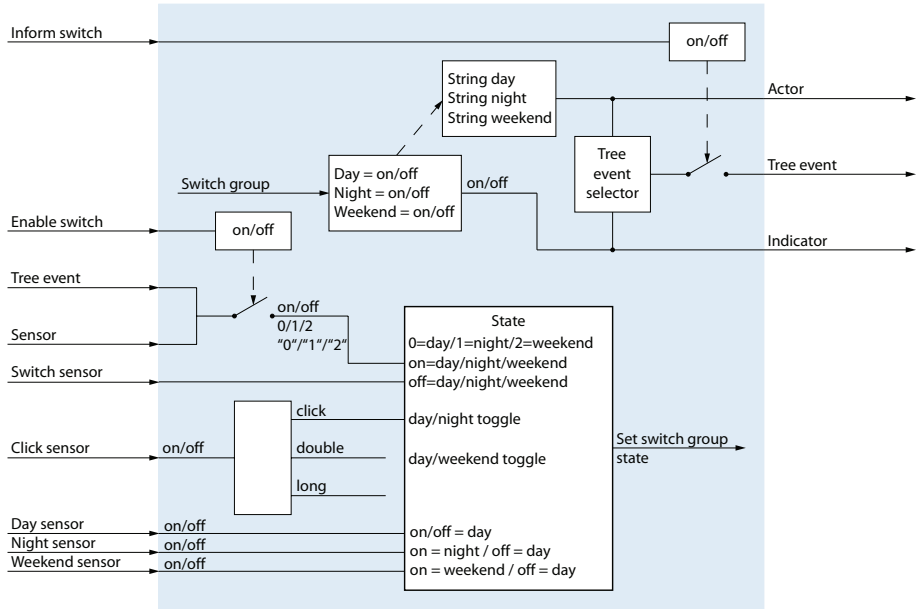 Inform switch
on/off
String day
String night
String weekend
Actor
Tree
event
selector
Tree event
Switch group
Day = on/off
Night = on/off
Weekend = on/off
on/off
Enable switch
on/off
Indicator
Tree event
Sensor
on/off
0/1/2
“0“/“1“/“2“
Switch sensor
State
0=day/1=night/2=weekend
on=day/night/weekend
off=day/night/weekend
day/night toggle
day/weekend toggle
on/off = day
on = night / off = day
on = weekend / off = day
Click sensor
on/off
click
double
long
Set switch group
state
Day sensor
on/off
Night sensor
on/off
Weekend sensor
on/off